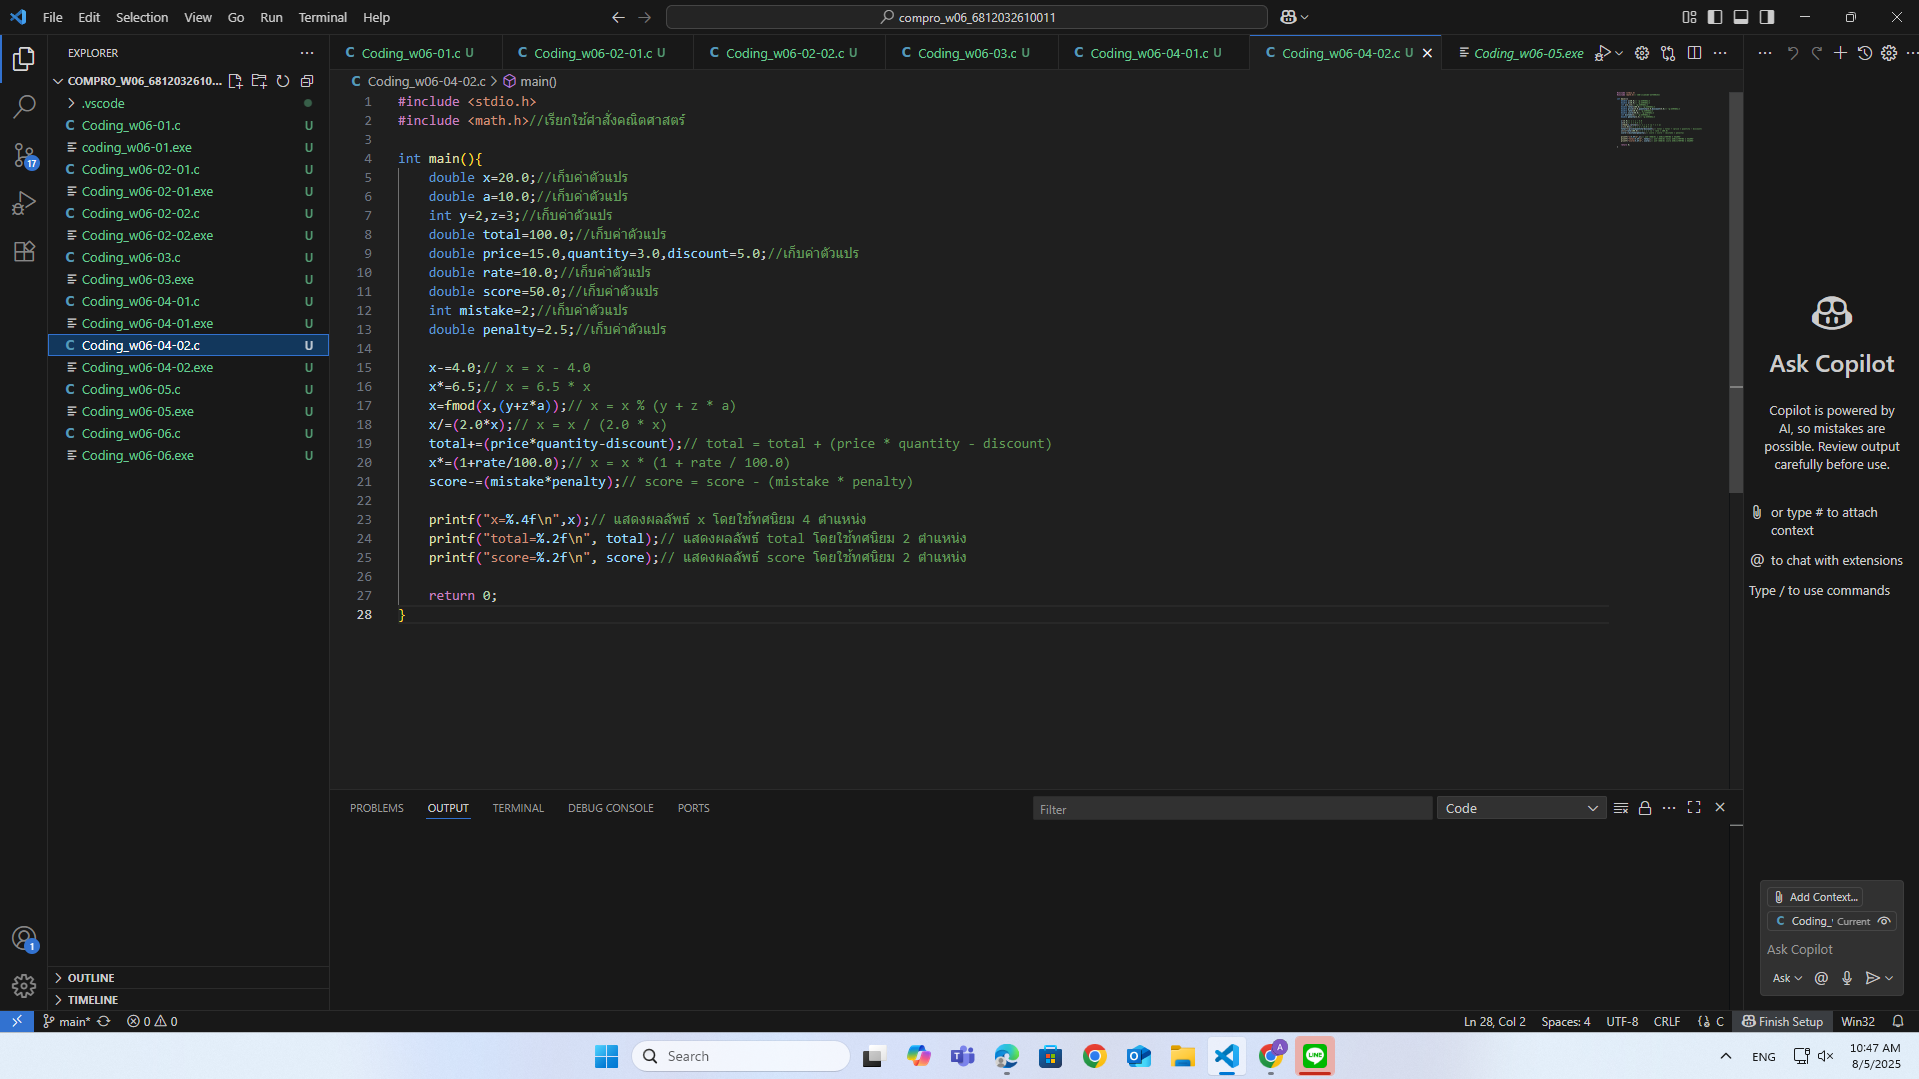 File Edit Selection View Go Run Terminal Help
compro_w06_6812032610011
EXPLORER
COMPRO_W06_6812032610...
.vscode
Coding_w06-01.c U
coding_w06-01.exe U
Coding_w06-02-01.c U
Coding_w06-02-01.exe U
Coding_w06-02-02.c U
Coding_w06-02-02.exe U
Coding_w06-03.c U
Coding_w06-03.exe U
Coding_w06-04-01.c U
Coding_w06-04-01.exe U
Coding_w06-04-02.c U
Coding_w06-04-02.exe U
Coding_w06-05.c U
Coding_w06-05.exe U
Coding_w06-06.c U
Coding_w06-06.exe U
17
1
OUTLINE
TIMELINE
Coding_w06-01.c U Coding_w06-02-01.c U Coding_w06-02-02.c U Coding_w06-03.c U Coding_w06-04-01.c U Coding_w06-04-02.c U Coding_w06-05.exe
Coding_w06-04-02.c > main()
1 #include <stdio.h>
2 #include <math.h>//เรียกใช้คำสั่งคณิตศาสตร์
3
4 int main(){
5 double x=20.0;//เก็บค่าตัวแปร
6 double a=10.0;//เก็บค่าตัวแปร
7 int y=2,z=3;//เก็บค่าตัวแปร
8 double total=100.0;//เก็บค่าตัวแปร
9 double price=15.0,quantity=3.0,discount=5.0;//เก็บค่าตัวแปร
10 double rate=10.0;//เก็บค่าตัวแปร
11 double score=50.0;//เก็บค่าตัวแปร
12 int mistake=2;//เก็บค่าตัวแปร
13 double penalty=2.5;//เก็บค่าตัวแปร
14
15 x-=4.0;// x = x - 4.0
16 x*=6.5;// x = 6.5 * x
17 x=fmod(x,(y+z*a));// x = x % (y + z * a)
18 x/=(2.0*x);// x = x / (2.0 * x)
19 total+=(price*quantity-discount);// total = total + (price * quantity - discount)
20 x*=(1+rate/100.0);// x = x * (1 + rate / 100.0)
21 score-=(mistake*penalty);// score = score - (mistake * penalty)
22
23 printf("x=%.4f\n",x);// แสดงผลลัพธ์ x โดยใช้ทศนิยม 4 ตำแหน่ง
24 printf("total=%.2f\n", total);// แสดงผลลัพธ์ total โดยใช้ทศนิยม 2 ตำแหน่ง
25 printf("score=%.2f\n", score);// แสดงผลลัพธ์ score โดยใช้ทศนิยม 2 ตำแหน่ง
26
27 return 0;
28 }
PROBLEMS OUTPUT TERMINAL DEBUG CONSOLE PORTS
Filter
Code
Ask Copilot
Copilot is powered by
AI, so mistakes are
possible. Review output
carefully before use.
or type # to attach
context
@ to chat with extensions
Type / to use commands
Add Context...
C Coding_ Current
Ask Copilot
Ask
main* 0 0
Ln 28, Col 2 Spaces: 4 UTF-8 CRLF {} C Finish Setup Win32
Search
A
LINE
ENG
10:47 AM
8/5/2025